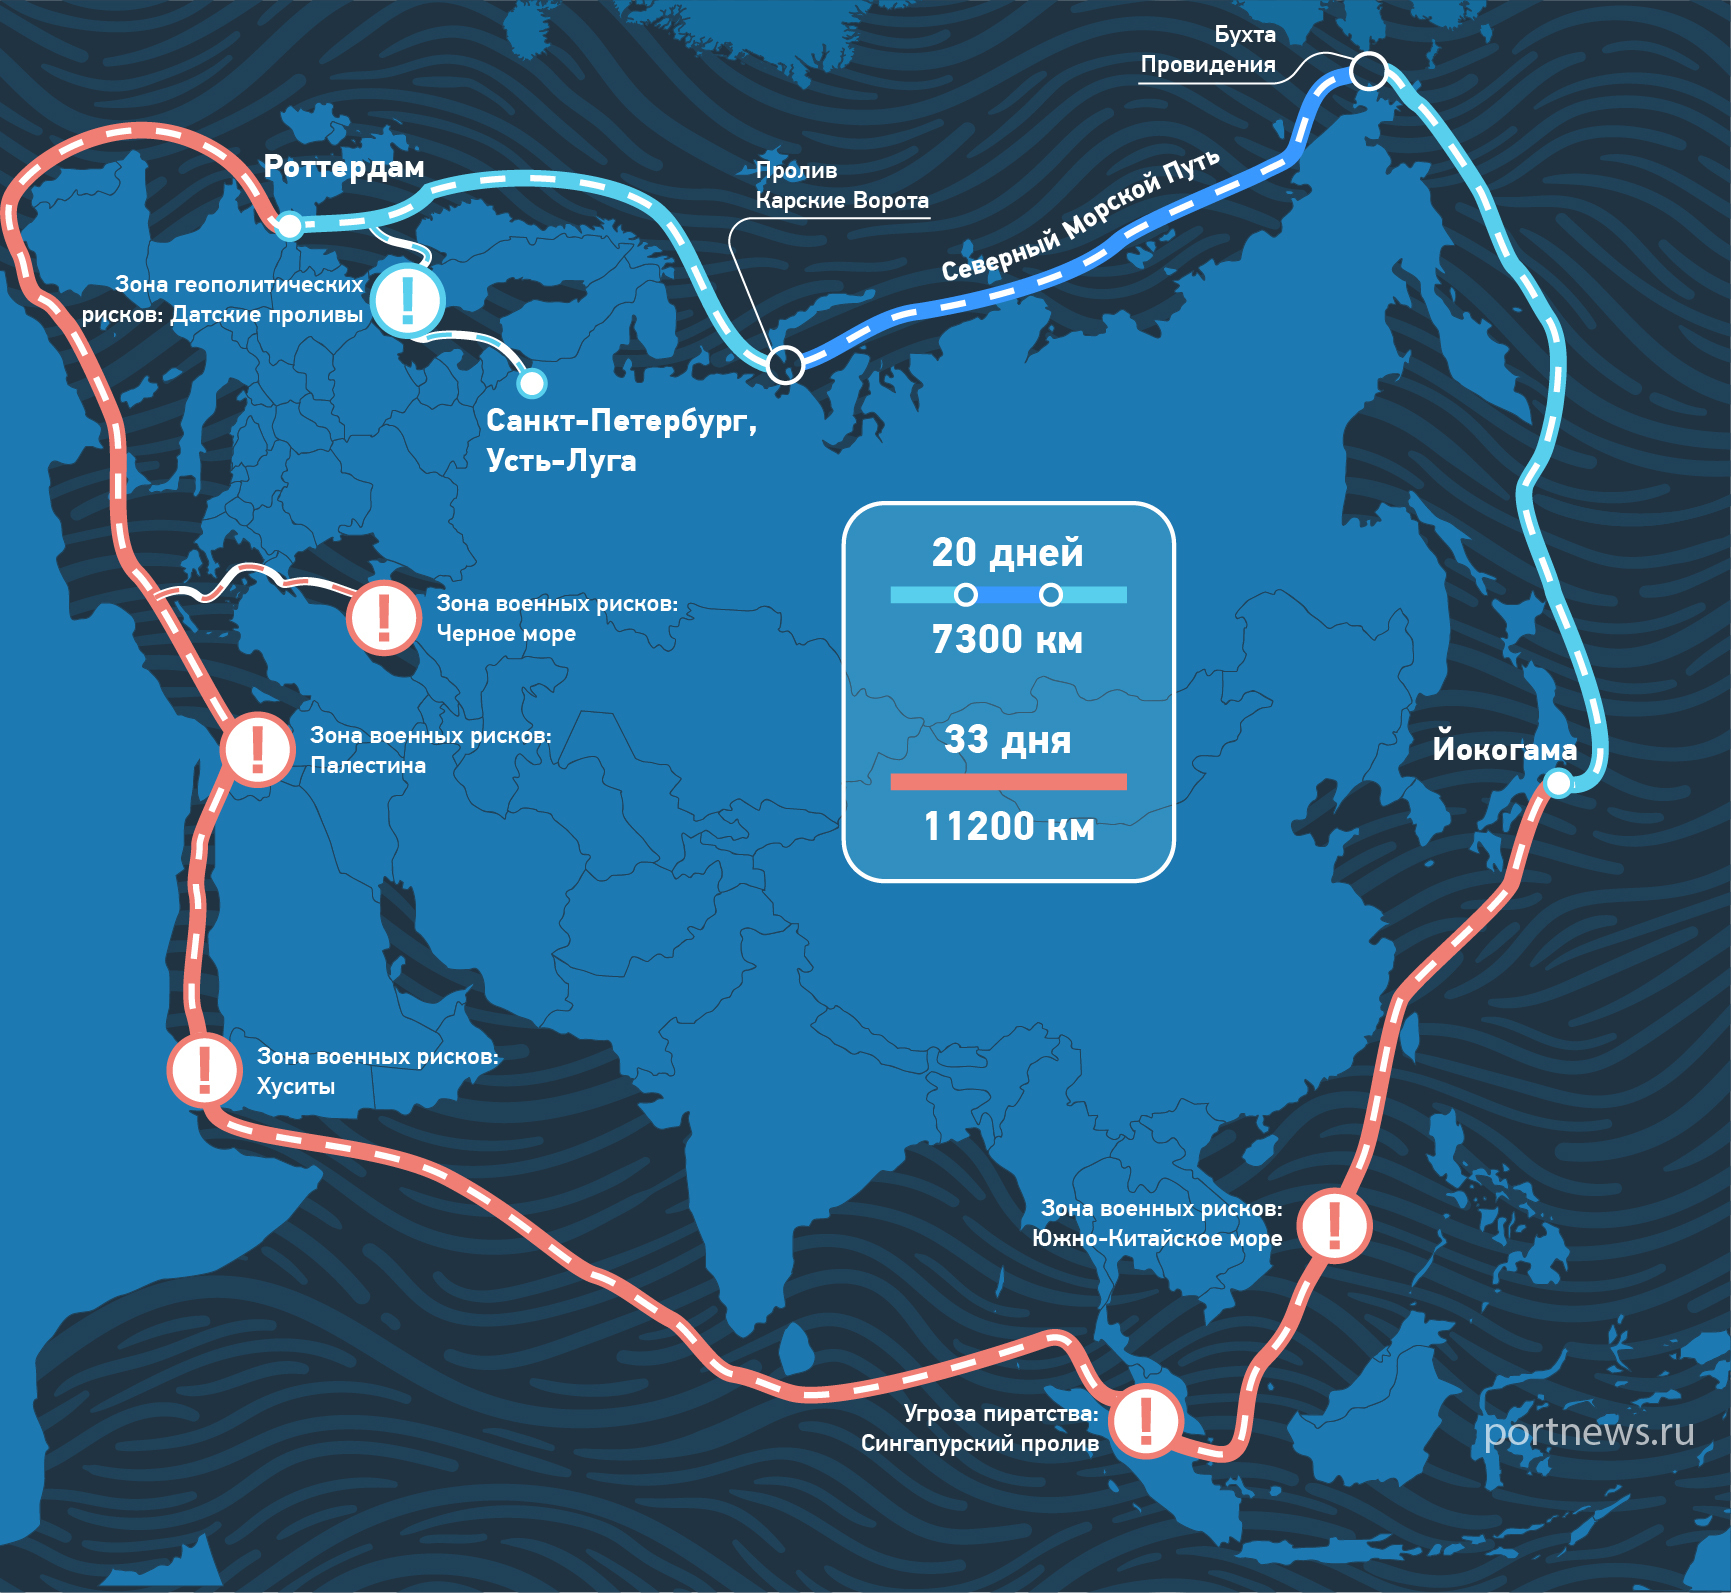 Бухта
Провидения
Роттердам
Пролив
Карские Ворота
Северный Морской Путь
Зона геополитических
рисков: Датские проливы
Санкт-Петербург,
Усть-Луга
20 дней
7300 км
33 дня
11200 км
Зона военных рисков:
Черное море
Зона военных рисков:
Палестина
Йокогама
Зона военных рисков:
Хуситы
Зона военных рисков:
Южно-Китайское море
Угроза пиратства:
Сингапурский пролив
portnews.ru